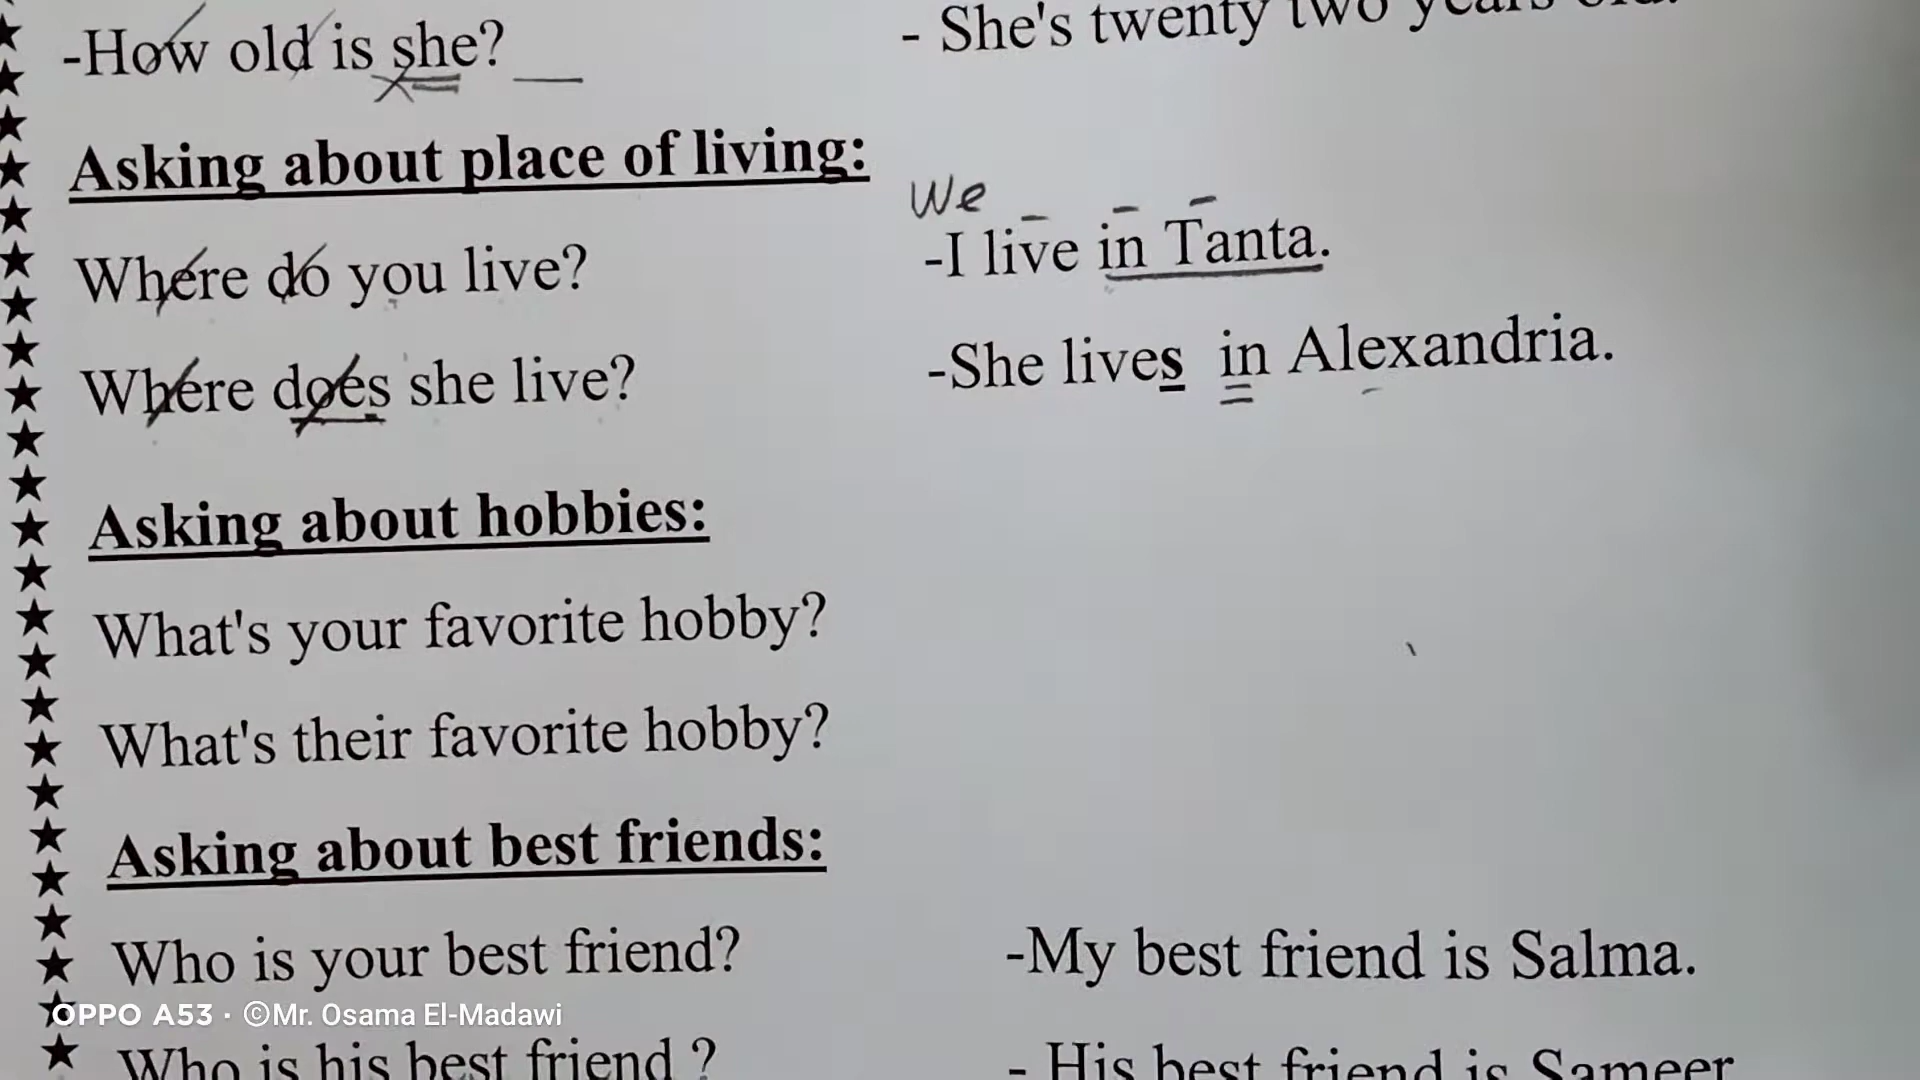 -How old is she?
- She's twenty two years old.
Asking about place of living:
We
Where do you live?
-I live in Tanta.
Where does she live?
-She lives in Alexandria.
Asking about hobbies:
What's your favorite hobby?
What's their favorite hobby?
Asking about best friends:
Who is your best friend?
-My best friend is Salma.
OPPO A53 · ©Mr. Osama El-Madawi
Who is his best friend ?
- His best friend is Sameer